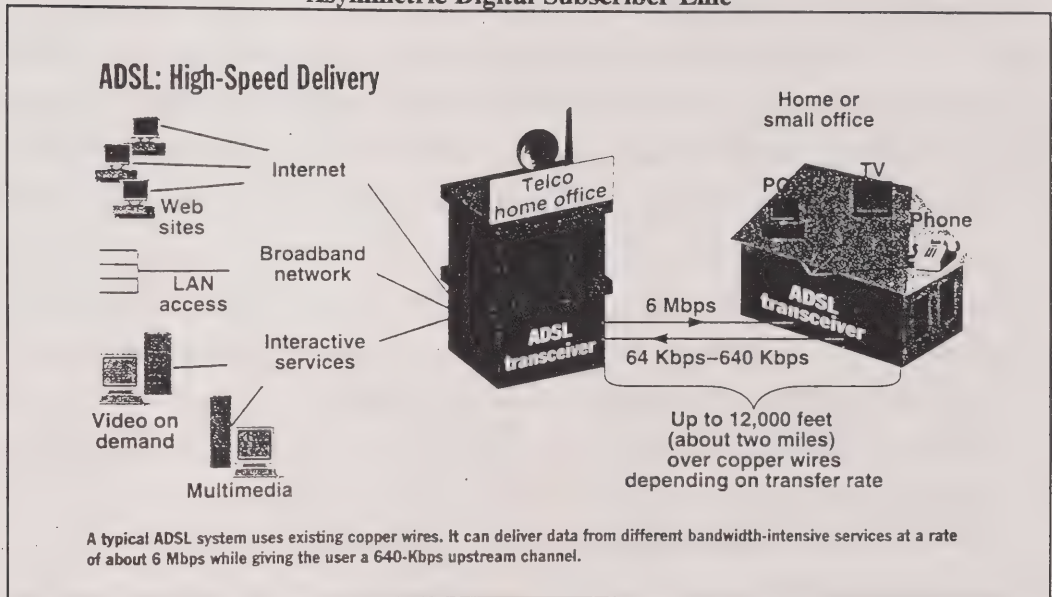 Asymmetric Digital Subscriber Line
ADSL: High-Speed Delivery
Internet
Web
sites
Broadband
network
LAN
access
Interactive
services
Video on
demand
Multimedia
Telco
home office
ADSL
transceiver
6 Mbps
64 Kbps–640 Kbps
Home or
small office
PC
TV
Phone
ADSL
transceiver
Up to 12,000 feet
(about two miles)
over copper wires
depending on transfer rate
A typical ADSL system uses existing copper wires. It can deliver data from different bandwidth-intensive services at a rate
of about 6 Mbps while giving the user a 640-Kbps upstream channel.